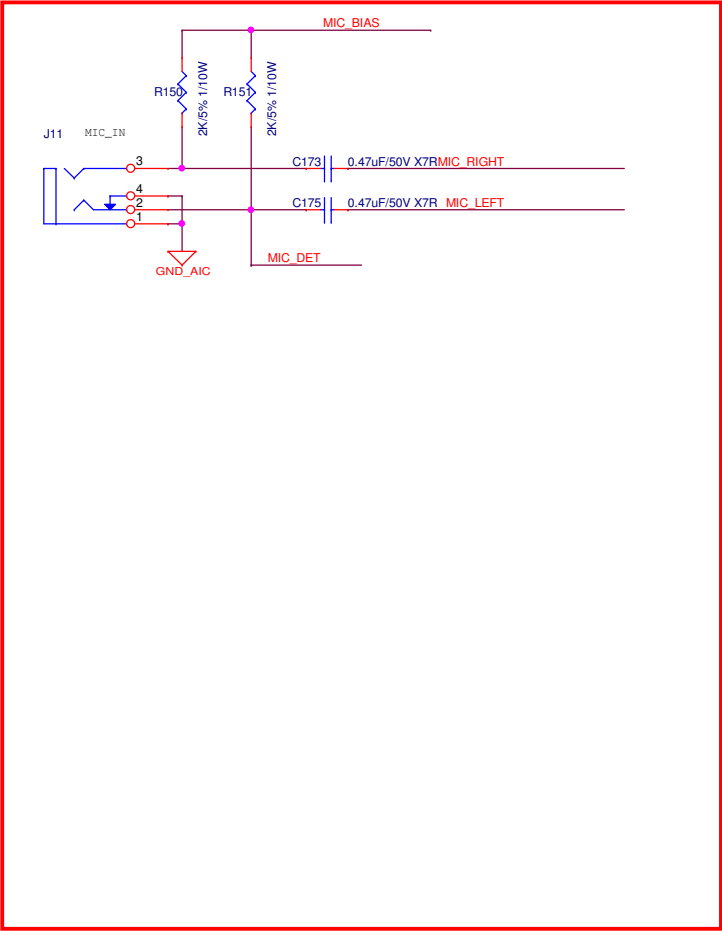 MIC_BIAS
R150
2K/5% 1/10W
R151
2K/5% 1/10W
J11
MIC_IN
3
C173
0.47uF/50V X7R
MIC_RIGHT
4
2
C175
0.47uF/50V X7R
MIC_LEFT
1
MIC_DET
GND_AIC